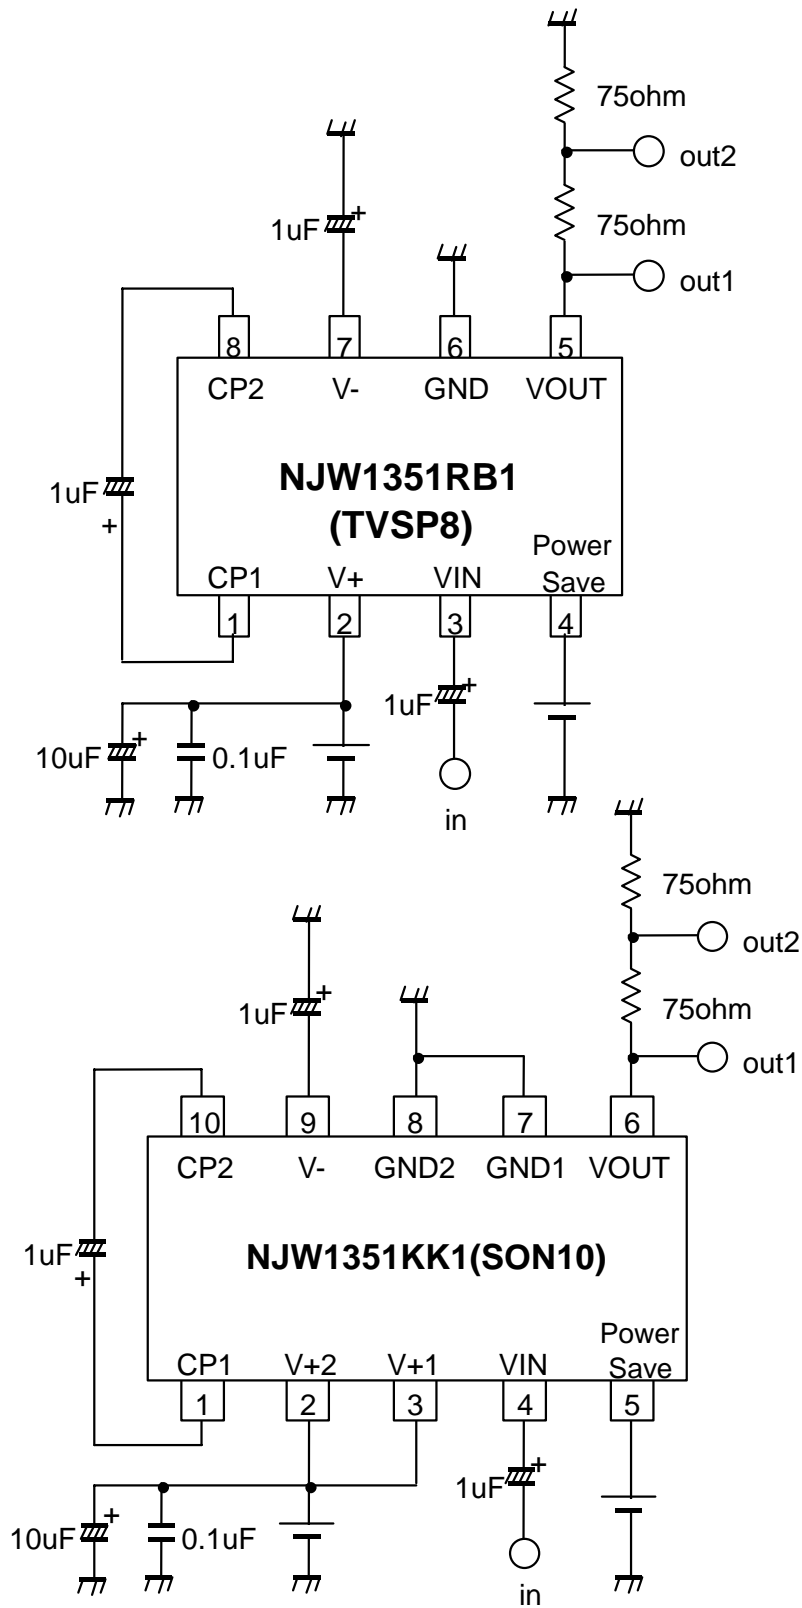 75ohm
out2
+
1uF
75ohm
out1
8
7
6
5
CP2
V-
GND
VOUT
NJW1351RB1
1uF
+
(TVSP8)
Power
Save
CP1
V+
VIN
1
2
3
4
1uF
+
10uF
+
0.1uF
in
75ohm
out2
+
1uF
75ohm
out1
10
9
8
7
6
CP2
V-
GND2
GND1
VOUT
1uF
+
NJW1351KK1(SON10)
Power
Save
CP1
V+2
V+1
VIN
1
2
3
4
5
1uF
+
10uF
+
0.1uF
in